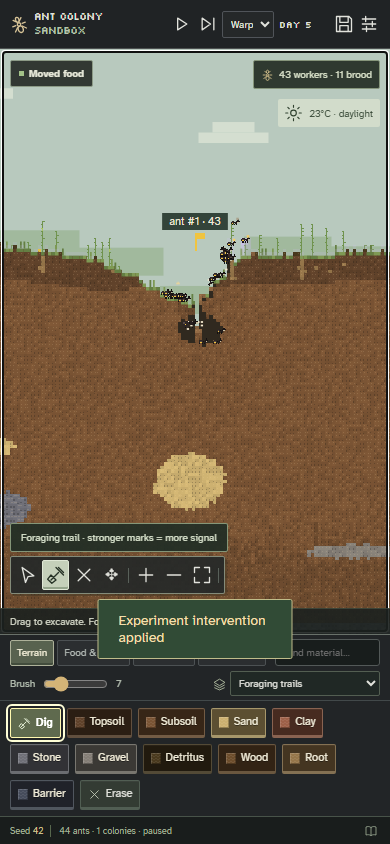 ANT COLONY
SANDBOX
Warp
DAY 5
Moved food
43 workers · 11 brood
23°C · daylight
ant #1 · 43
Foraging trail · stronger marks = more signal
Drag to excavate.
Experiment intervention
applied
Terrain
Food &
material...
Brush
7
Foraging trails
Dig
Topsoil
Subsoil
Sand
Clay
Stone
Gravel
Detritus
Wood
Root
Barrier
Erase
Seed 42
44 ants · 1 colonies · paused